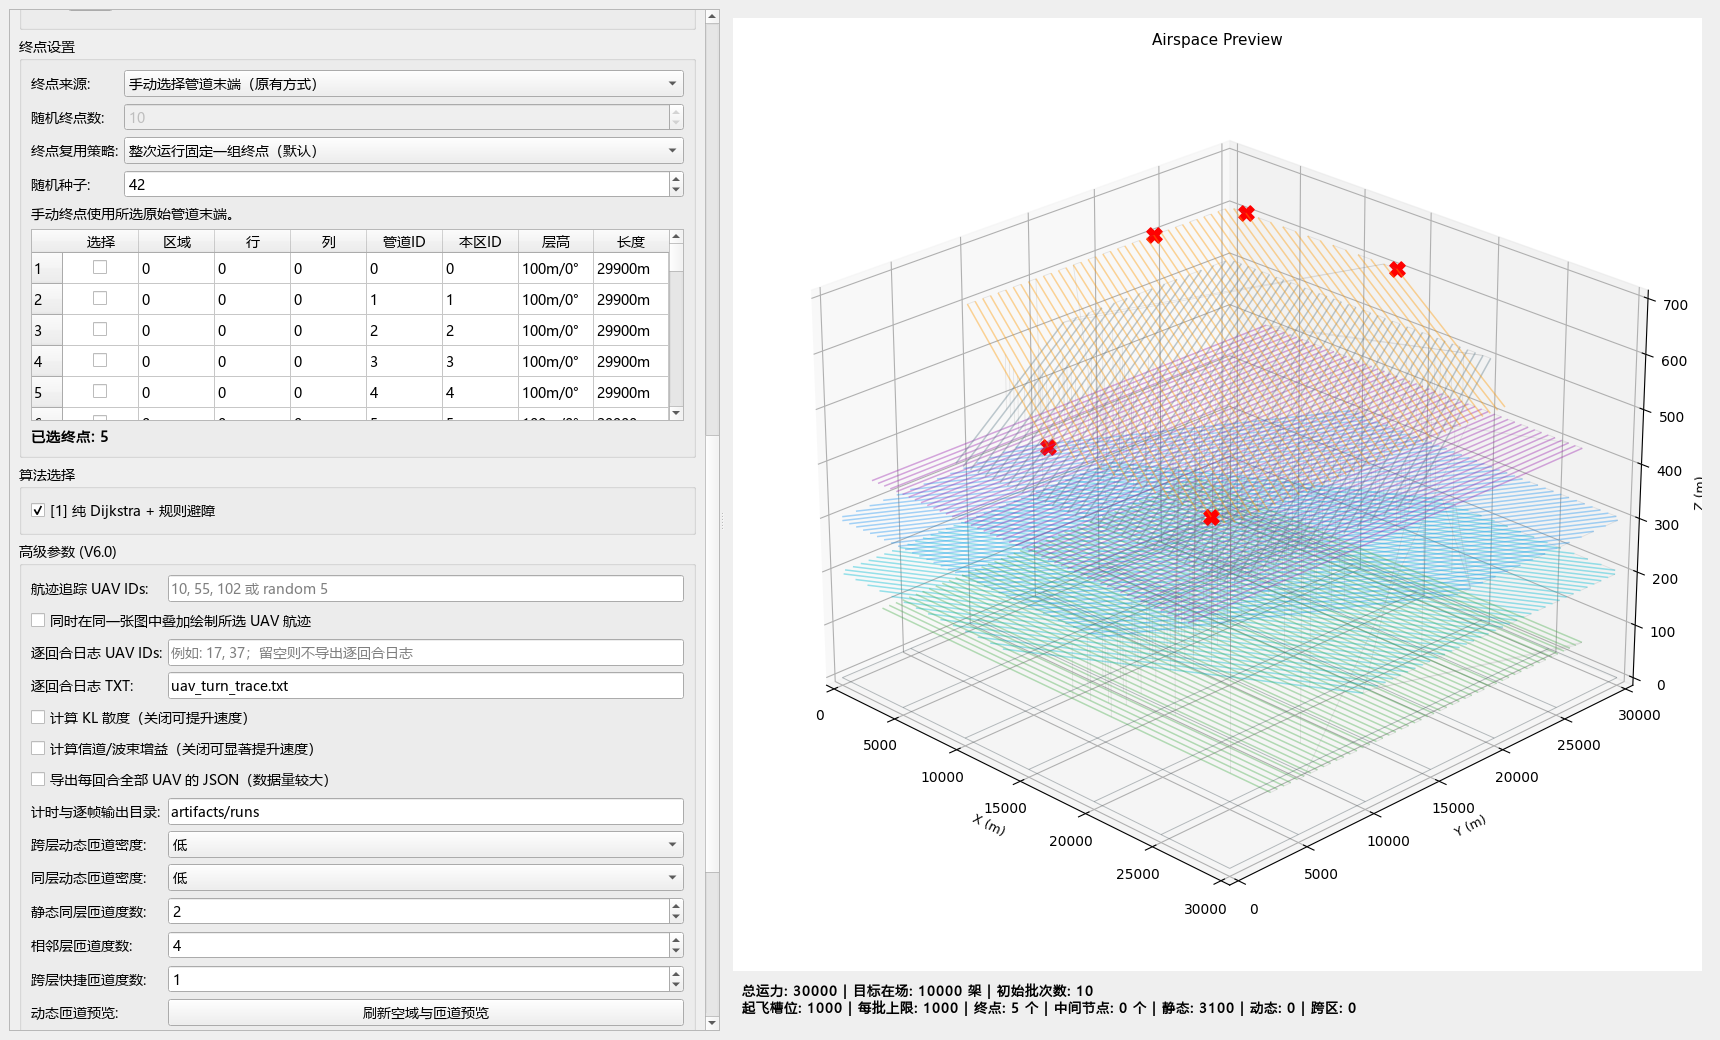 终点设置
终点来源: 手动选择管道末端（原有方式）
随机终点数: 10
终点复用策略: 整次运行固定一组终点（默认）
随机种子: 42
手动终点使用所选原始管道末端。
选择 区域 行 列 管道ID 本区ID 层高 长度
1 0 0 0 0 0 100m/0° 29900m
2 0 0 0 1 1 100m/0° 29900m
3 0 0 0 2 2 100m/0° 29900m
4 0 0 0 3 3 100m/0° 29900m
5 0 0 0 4 4 100m/0° 29900m
已选终点: 5
算法选择
[1] 纯 Dijkstra + 规则避障
高级参数 (V6.0)
航迹追踪 UAV IDs: 10, 55, 102 或 random 5
同时在同一张图中叠加绘制所选 UAV 航迹
逐回合日志 UAV IDs: 例如: 17, 37；留空则不导出逐回合日志
逐回合日志 TXT: uav_turn_trace.txt
计算 KL 散度（关闭可提升速度）
计算信道/波束增益（关闭可显著提升速度）
导出每回合全部 UAV 的 JSON（数据量较大）
计时与逐帧输出目录: artifacts/runs
跨层动态匝道密度: 低
同层动态匝道密度: 低
静态同层匝道度数: 2
相邻层匝道度数: 4
跨层快捷匝道度数: 1
动态匝道预览: 刷新空域与匝道预览
Airspace Preview
700
600
500
400
300
200
100
0
Z (m)
0
5000
10000
15000
20000
25000
30000
X (m)
0
5000
10000
15000
20000
25000
30000
Y (m)
总运力: 30000 | 目标在场: 10000 架 | 初始批次数: 10
起飞槽位: 1000 | 每批上限: 1000 | 终点: 5 个 | 中间节点: 0 个 | 静态: 3100 | 动态: 0 | 跨区: 0